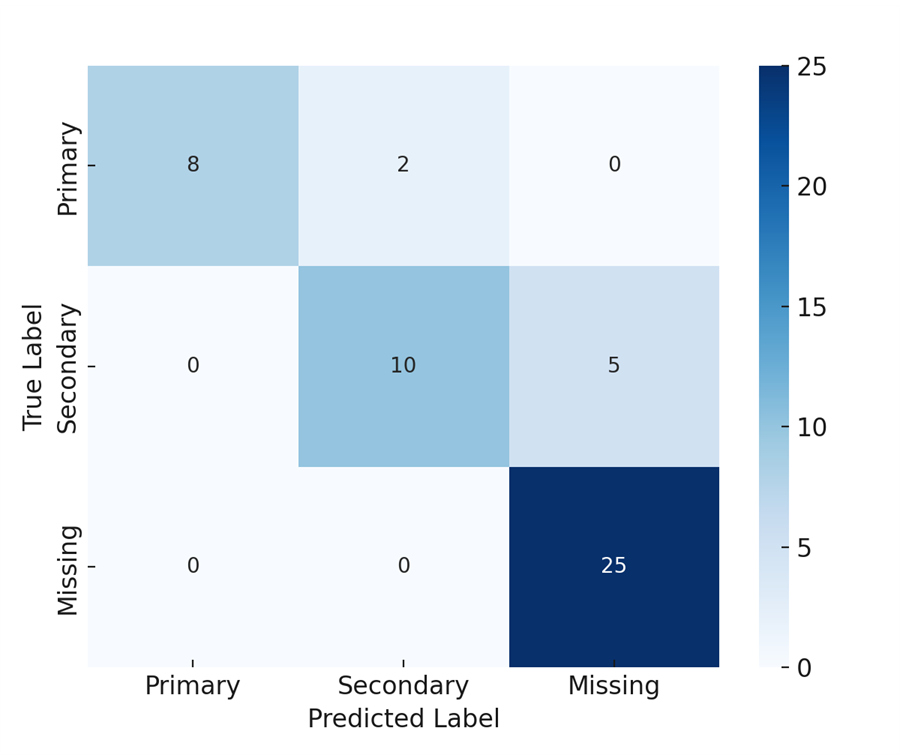 25
20
15
10
5
0
True Label
Primary
Secondary
Missing
8 2 0
0 10 5
0 0 25
Primary Secondary Missing
Predicted Label